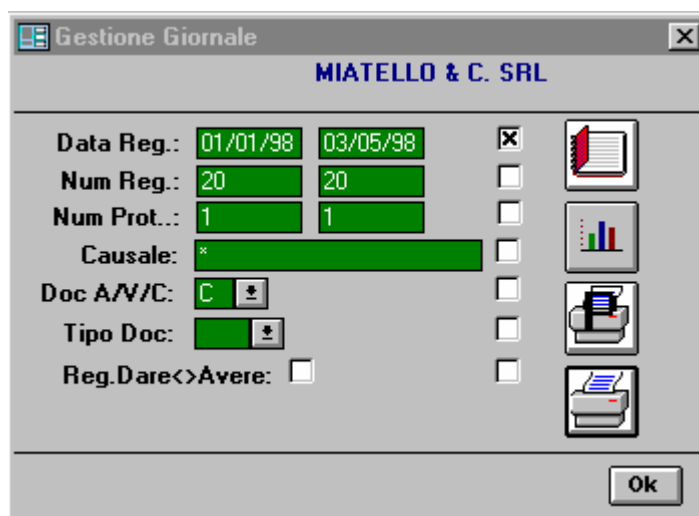 Gestione Giornale
MIATELLO & C. SRL
Data Reg.: 01/01/98 03/05/98
Num Reg.: 20 20
Num Prot..: 1 1
Causale: *
Doc A/V/C: C
Tipo Doc:
Reg.Dare<>Avere:
Ok